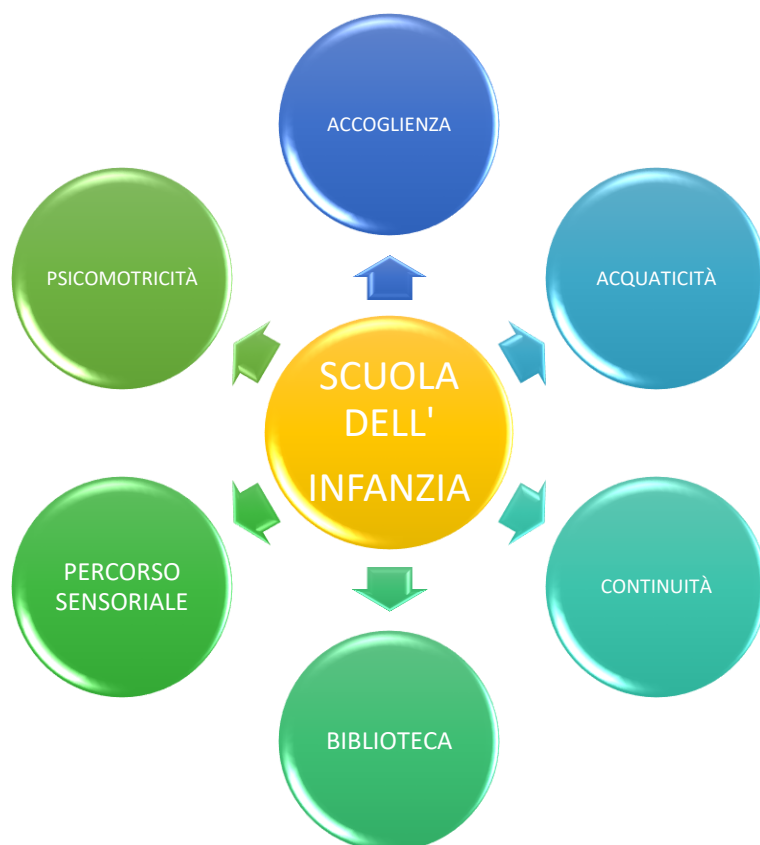 ACCOGLIENZA
ACQUATICITÀ
CONTINUITÀ
BIBLIOTECA
PERCORSO
SENSORIALE
PSICOMOTRICITÀ
SCUOLA
DELL'
INFANZIA